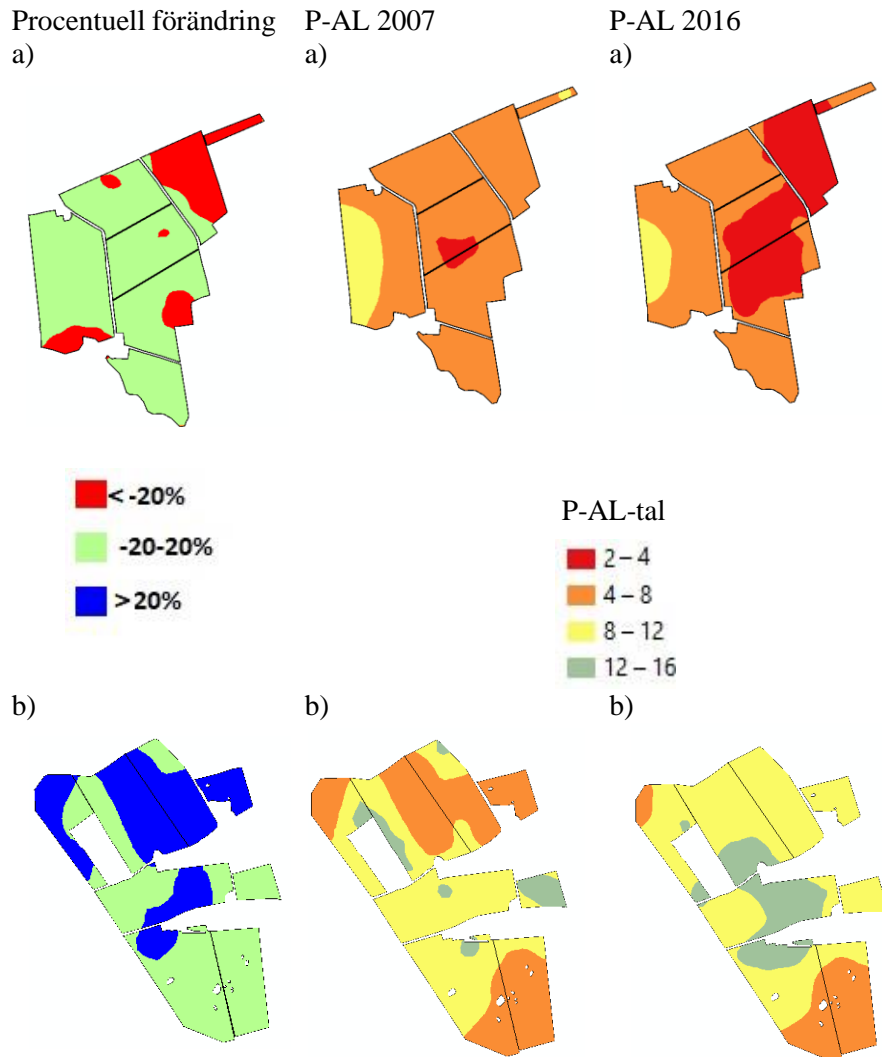 Procentuell förändring P-AL 2007 P-AL 2016
a) a) a)
< -20%
-20-20%
> 20%
P-AL-tal
2 – 4
4 – 8
8 – 12
12 – 16
b) b) b)